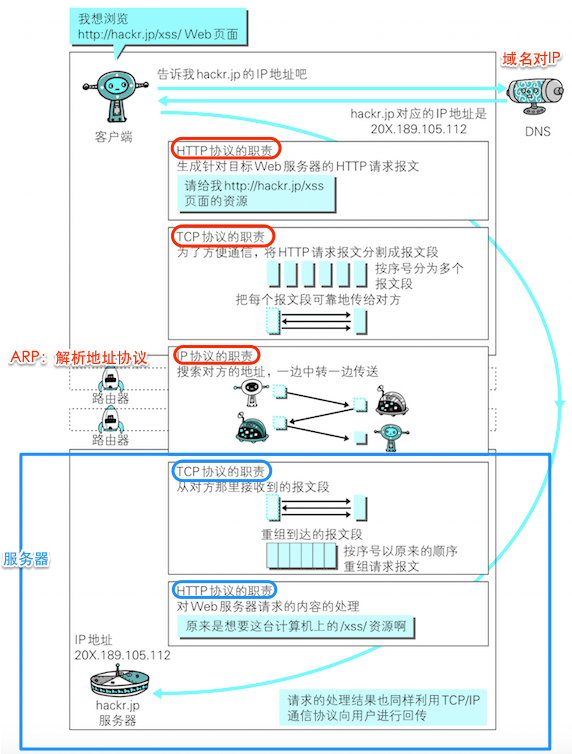 我想浏览
http://hackr.jp/xss/ Web 页面
域名对IP
告诉我 hackr.jp 的 IP 地址吧
客户端
hackr.jp 对应的 IP 地址是
20X.189.105.112
DNS
HTTP 协议的职责
生成针对目标 Web 服务器的 HTTP 请求报文
请给我 http://hackr.jp/xss
页面的资源
TCP 协议的职责
为了方便通信，将 HTTP 请求报文分割成报文段
按序号分为多个
报文段
把每个报文段可靠地传给对方
ARP：解析地址协议
IP 协议的职责
搜索对方的地址，一边中转一边传送
路由器
路由器
TCP 协议的职责
从对方那里接收到的报文段
服务器
重组到达的报文段
按序号以原来的顺序
重组请求报文
HTTP 协议的职责
对 Web 服务器请求的内容的处理
原来是想要这台计算机上的 /xss/ 资源啊
IP 地址
20X.189.105.112
hackr.jp
服务器
请求的处理结果也同样利用 TCP/IP
通信协议向用户进行回传